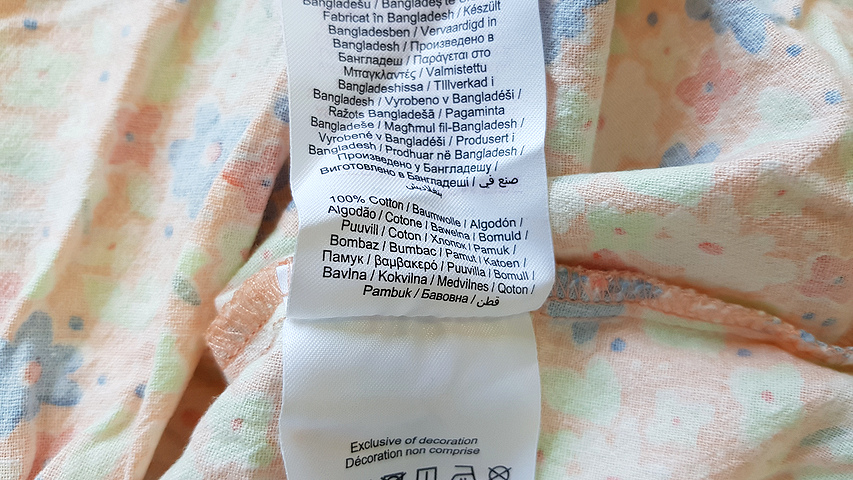 Bangladešu / Bangladeş te
Fabricat în Bangladesh / Készült
Bangladesben / Vervaardigd in
Bangladesh / Произведено в
Бангладеш / Παράγεται στο
Μπαγκλαντές / Valmistettu
Bangladeshissa / Tillverkad i
Bangladesh / Vyrobeno v Bangladéši /
Ražots Bangladešā / Pagaminta
Bangladeše / Magħmul fil-Bangladesh /
Vyrobené v Bangladéši / Produsert i
Bangladesh / Prodhuar në Bangladesh /
Произведено у Бангладешу /
Виготовлено в Бангладеші / صنع في
بنغلاديش
100% Cotton / Baumwolle / Algodón /
Algodão / Cotone / Bawełna / Bomuld /
Puuvill / Coton / Хлопок / Pamuk /
Bombaz / Bumbac / Pamut / Katoen /
Памук / βαμβακερό / Puuvilla / Bomull /
Bavlna / Kokvilna / Medvilnes / Qoton /
Pambuk / Бавовна / قطن
Exclusive of decoration
Décoration non comprise